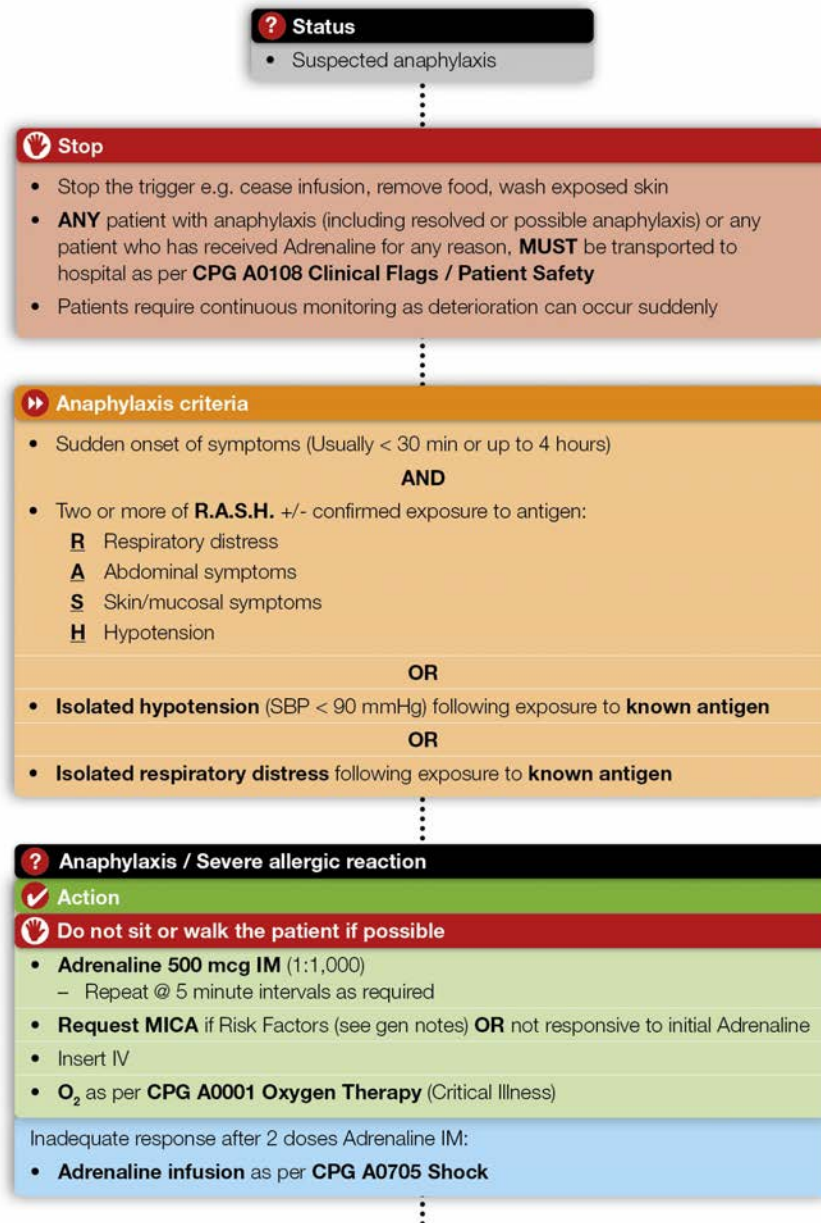 ? Status
• Suspected anaphylaxis
Stop
• Stop the trigger e.g. cease infusion, remove food, wash exposed skin
• ANY patient with anaphylaxis (including resolved or possible anaphylaxis) or any
patient who has received Adrenaline for any reason, MUST be transported to
hospital as per CPG A0108 Clinical Flags / Patient Safety
• Patients require continuous monitoring as deterioration can occur suddenly
Anaphylaxis criteria
• Sudden onset of symptoms (Usually < 30 min or up to 4 hours)
AND
• Two or more of R.A.S.H. +/- confirmed exposure to antigen:
R Respiratory distress
A Abdominal symptoms
S Skin/mucosal symptoms
H Hypotension
OR
• Isolated hypotension (SBP < 90 mmHg) following exposure to known antigen
OR
• Isolated respiratory distress following exposure to known antigen
? Anaphylaxis / Severe allergic reaction
Action
Do not sit or walk the patient if possible
• Adrenaline 500 mcg IM (1:1,000)
– Repeat @ 5 minute intervals as required
• Request MICA if Risk Factors (see gen notes) OR not responsive to initial Adrenaline
• Insert IV
• O₂ as per CPG A0001 Oxygen Therapy (Critical Illness)
Inadequate response after 2 doses Adrenaline IM:
• Adrenaline infusion as per CPG A0705 Shock